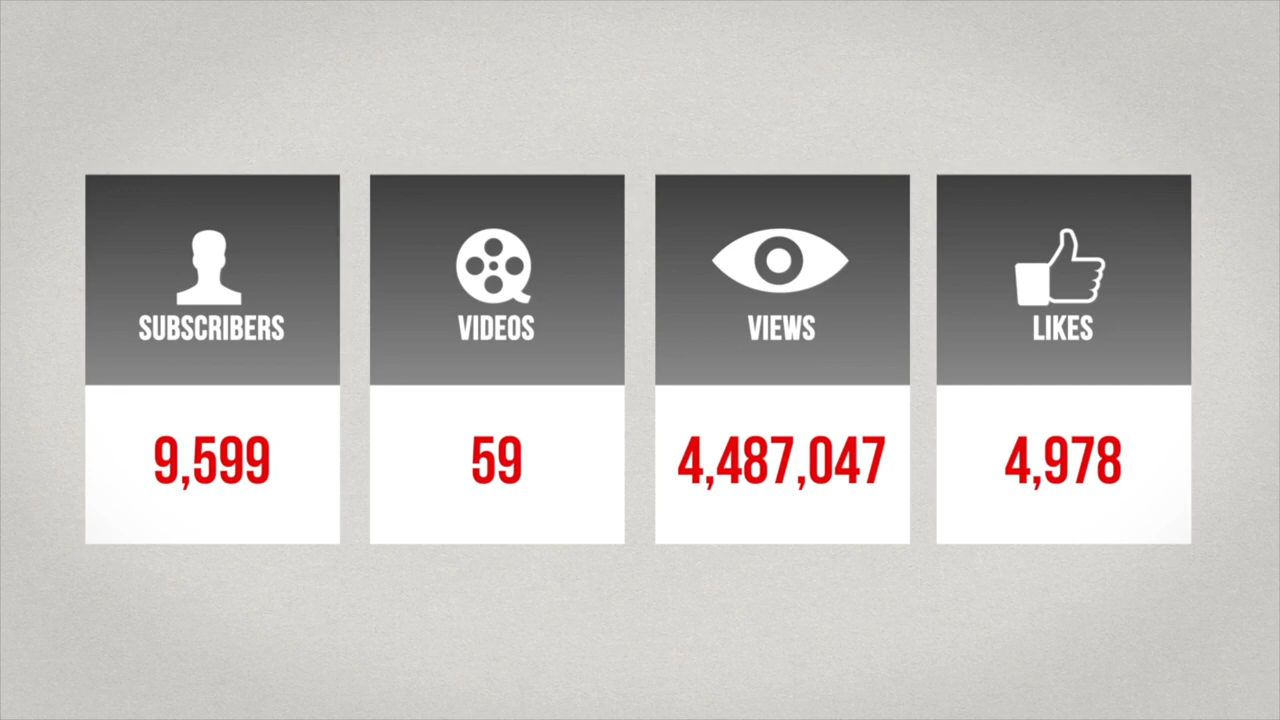 SUBSCRIBERS
9,599
VIDEOS
59
VIEWS
4,487,047
LIKES
4,978